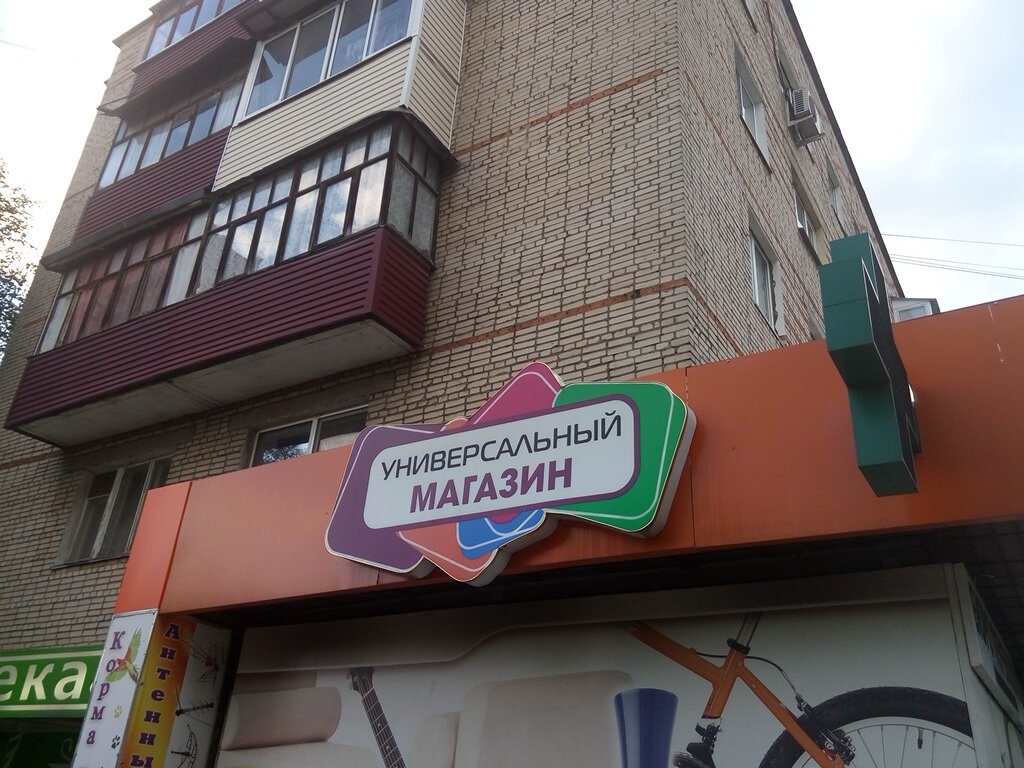 УНИВЕРСАЛЬНЫЙ
МАГАЗИН
Корма
Антенны
ека